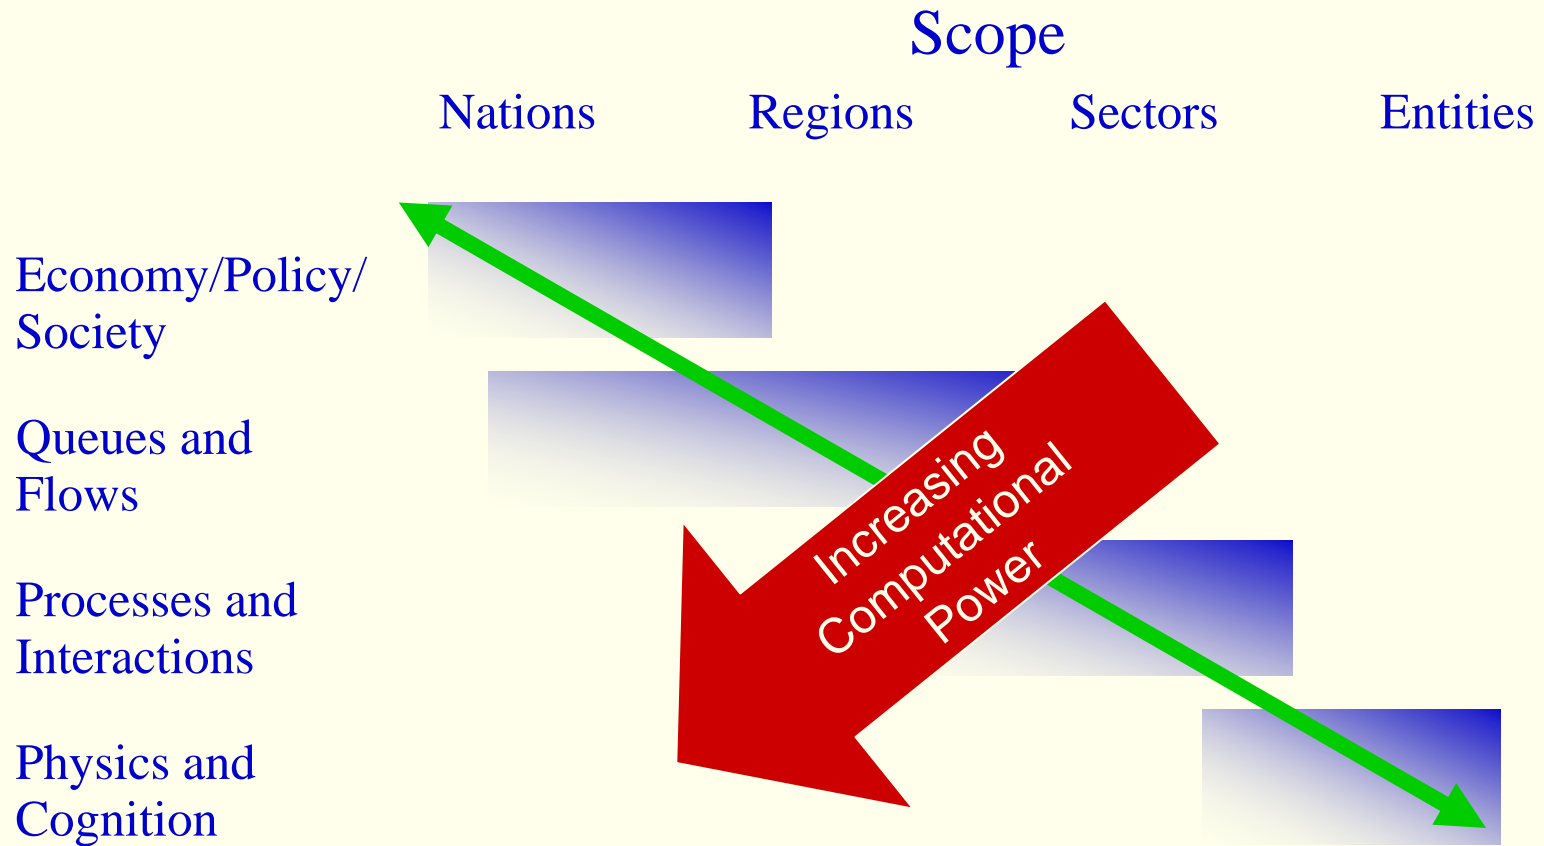 Scope
Nations Regions Sectors Entities
Economy/Policy/
Society
Queues and
Flows
Processes and
Interactions
Physics and
Cognition
Increasing
Computational
Power